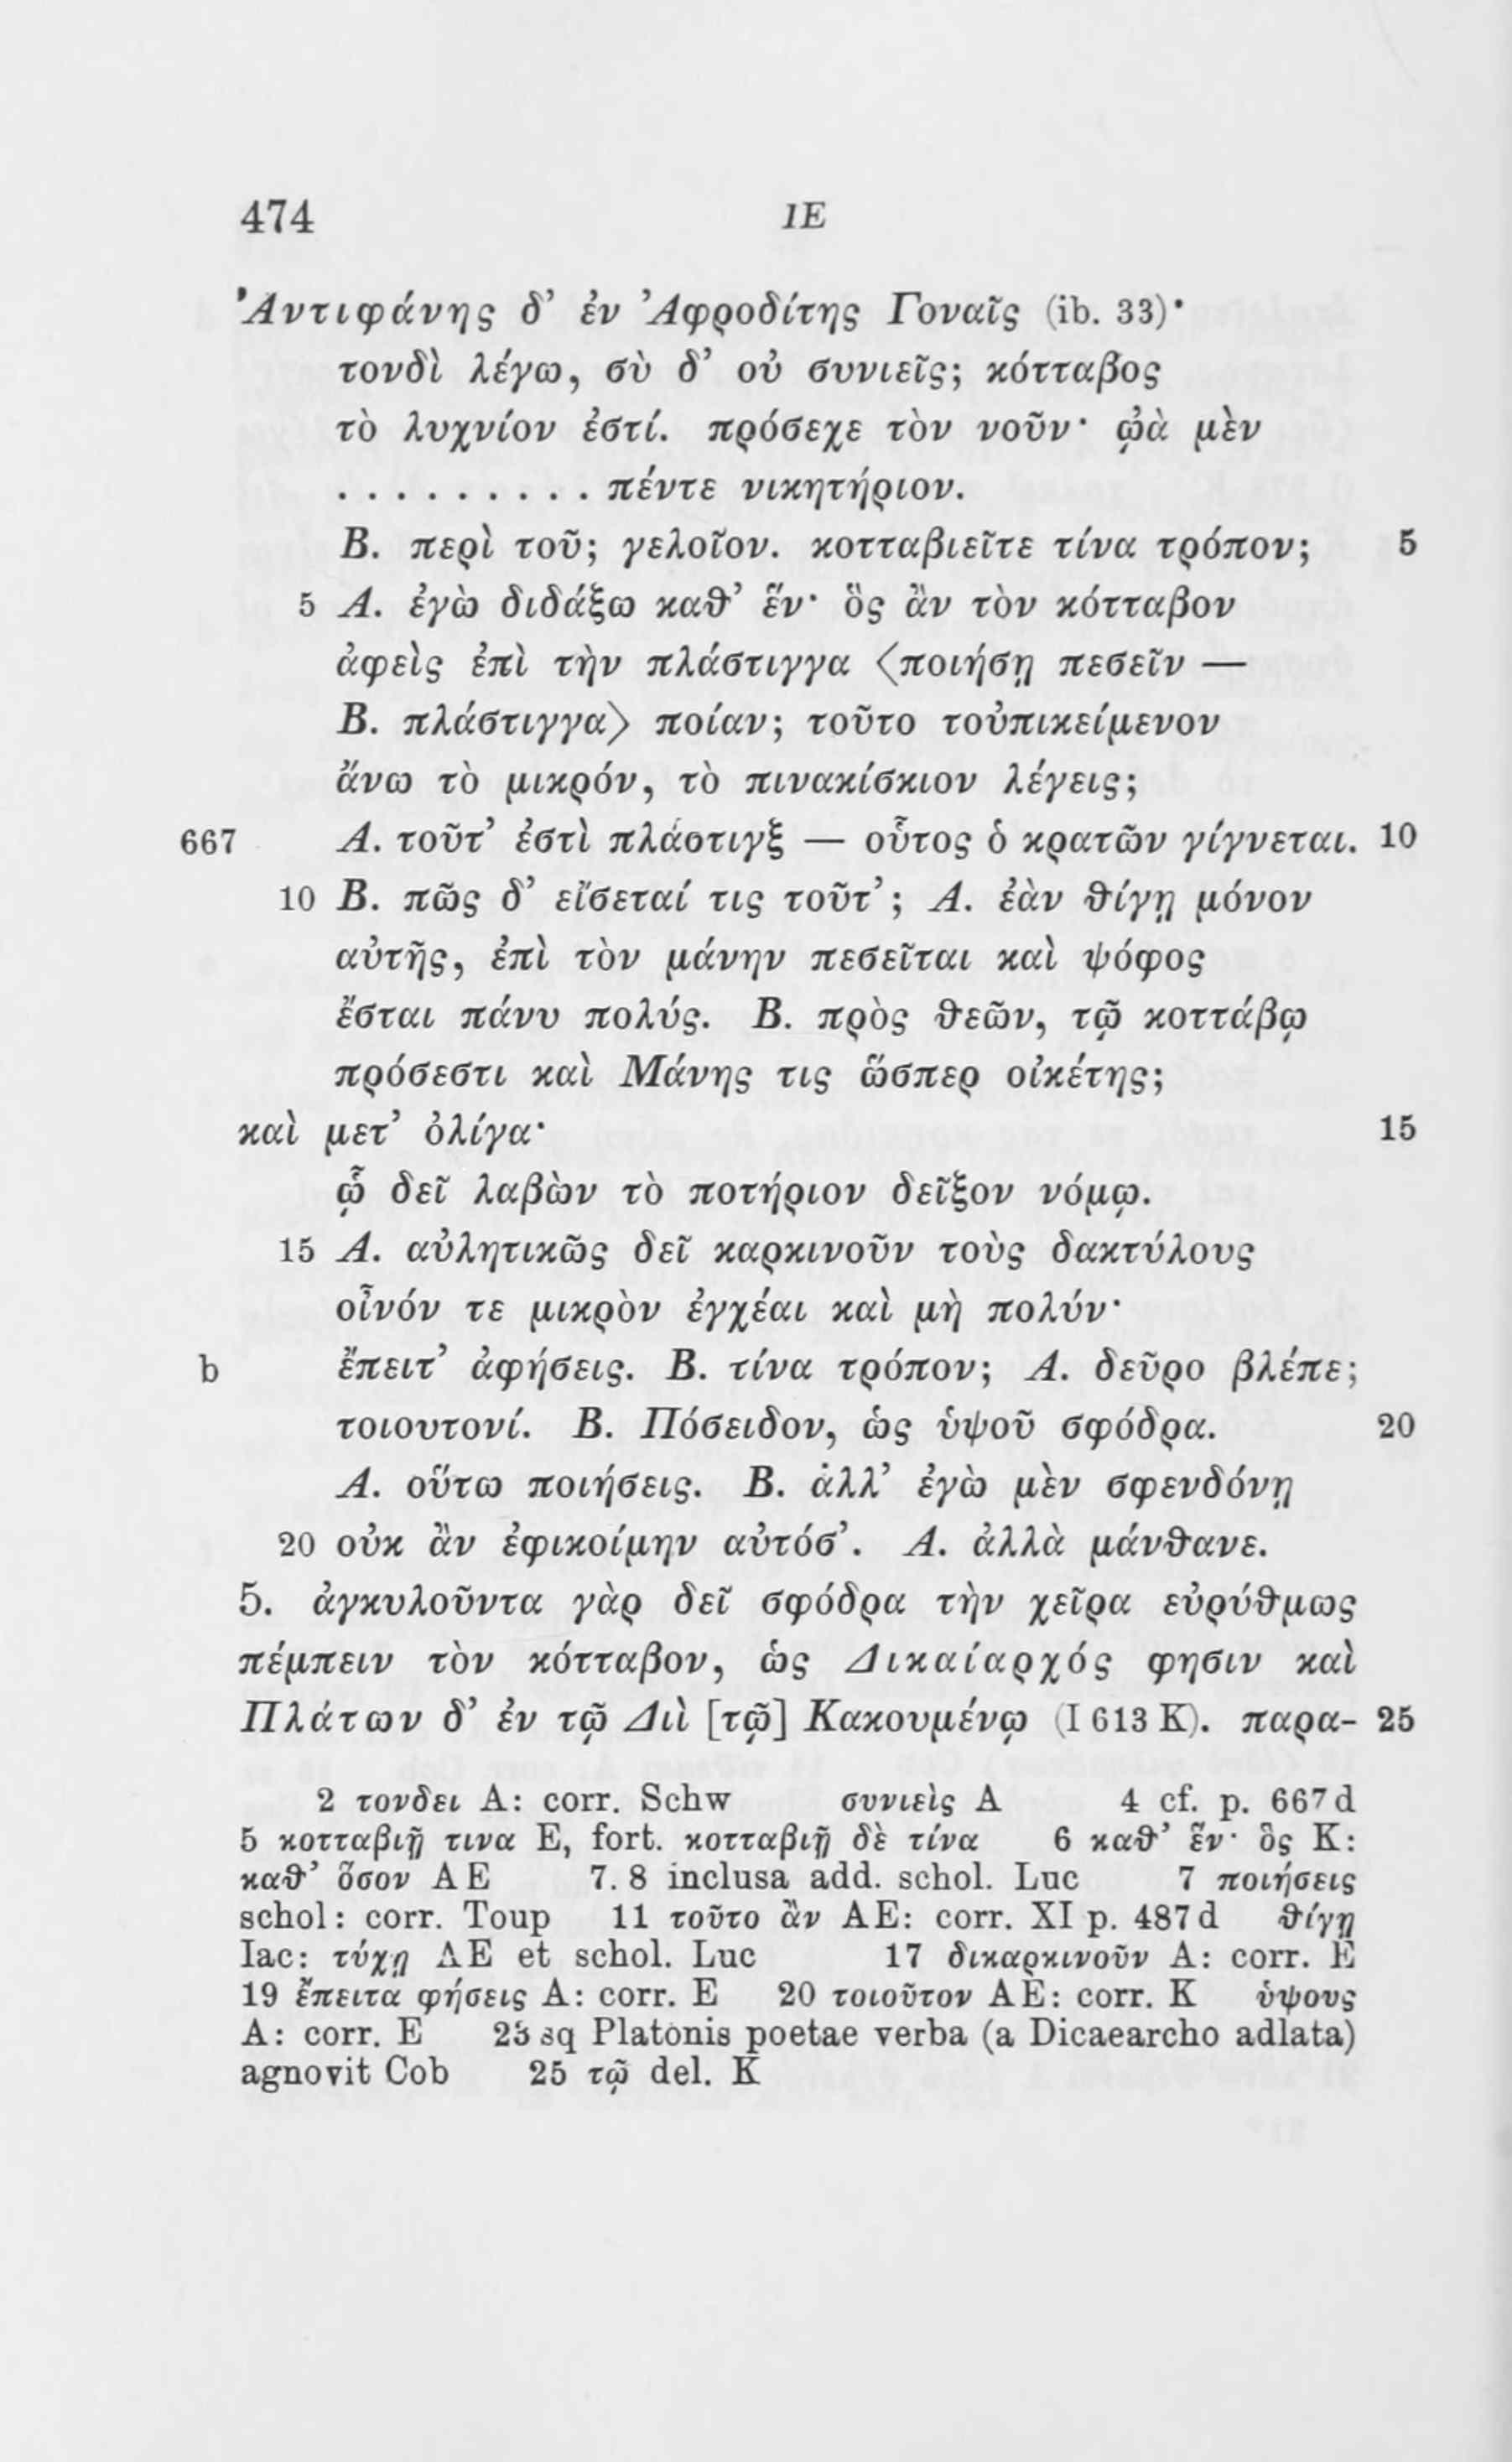 474 ΙΕ
Ἀντιφάνης δ’ ἐν Ἀφροδίτης Γοναῖς (ib. 33)·
τονδὶ λέγω, σὺ δ’ οὐ συνιεῖς; κότταβος
τὸ λυχνίον ἐστί. πρόσεχε τὸν νοῦν· ᾠὰ μὲν
. . . . . . . . . πέντε νικητήριον.
Β. περὶ τοῦ; γελοῖον. κοτταβιεῖτε τίνα τρόπον; 5
5 Α. ἐγὼ διδάξω καθ’ ἕν· ὃς ἂν τὸν κότταβον
ἀφεὶς ἐπὶ τὴν πλάστιγγα 〈ποιήσῃ πεσεῖν —
Β. πλάστιγγα〉 ποίαν; τοῦτο τοὐπικείμενον
ἄνω τὸ μικρόν, τὸ πινακίσκιον λέγεις;
667 Α. τοῦτ’ ἐστὶ πλάστιγξ — οὗτος ὁ κρατῶν γίγνεται. 10
10 Β. πῶς δ’ εἴσεταί τις τοῦτ’; Α. ἐὰν θίγῃ μόνον
αὐτῆς, ἐπὶ τὸν μάνην πεσεῖται καὶ ψόφος
ἔσται πάνυ πολύς. Β. πρὸς θεῶν, τῷ κοττάβῳ
πρόσεστι καὶ Μάνης τις ὥσπερ οἰκέτης;
καὶ μετ’ ὀλίγα· 15
ᾧ δεῖ λαβὼν τὸ ποτήριον δεῖξον νόμῳ.
15 Α. αὐλητικῶς δεῖ καρκινοῦν τοὺς δακτύλους
οἶνόν τε μικρὸν ἐγχέαι καὶ μὴ πολύν·
b ἔπειτ’ ἀφήσεις. Β. τίνα τρόπον; Α. δεῦρο βλέπε;
τοιουτονί. Β. Πόσειδον, ὡς ὑψοῦ σφόδρα. 20
Α. οὕτω ποιήσεις. Β. ἀλλ’ ἐγὼ μὲν σφενδόνῃ
20 οὐκ ἂν ἐφικοίμην αὐτόσ’. Α. ἀλλὰ μάνθανε.
5. ἀγκυλοῦντα γὰρ δεῖ σφόδρα τὴν χεῖρα εὐρύθμως
πέμπειν τὸν κότταβον, ὡς Δικαίαρχός φησιν καὶ
Πλάτων δ’ ἐν τῷ Διὶ [τῷ] Κακουμένῳ (I 613 K). παρα- 25
2 τονδει A: corr. Schw συνιεὶς A 4 cf. p. 667 d
5 κοτταβιῇ τινα E, fort. κοτταβιῇ δὲ τίνα 6 καθ’ ἕν· ὃς K:
καθ’ ὅσον AE 7. 8 inclusa add. schol. Luc 7 ποιήσεις
schol: corr. Toup 11 τοῦτο ἂν AE: corr. XI p. 487 d θίγῃ
Iac: τύχῃ AE et schol. Luc 17 δικαρκινοῦν A: corr. E
19 ἔπειτα φήσεις A: corr. E 20 τοιοῦτον AE: corr. K ὑψους
A: corr. E 23 sq Platonis poetae verba (a Dicaearcho adlata)
agnovit Cob 25 τῷ del. K